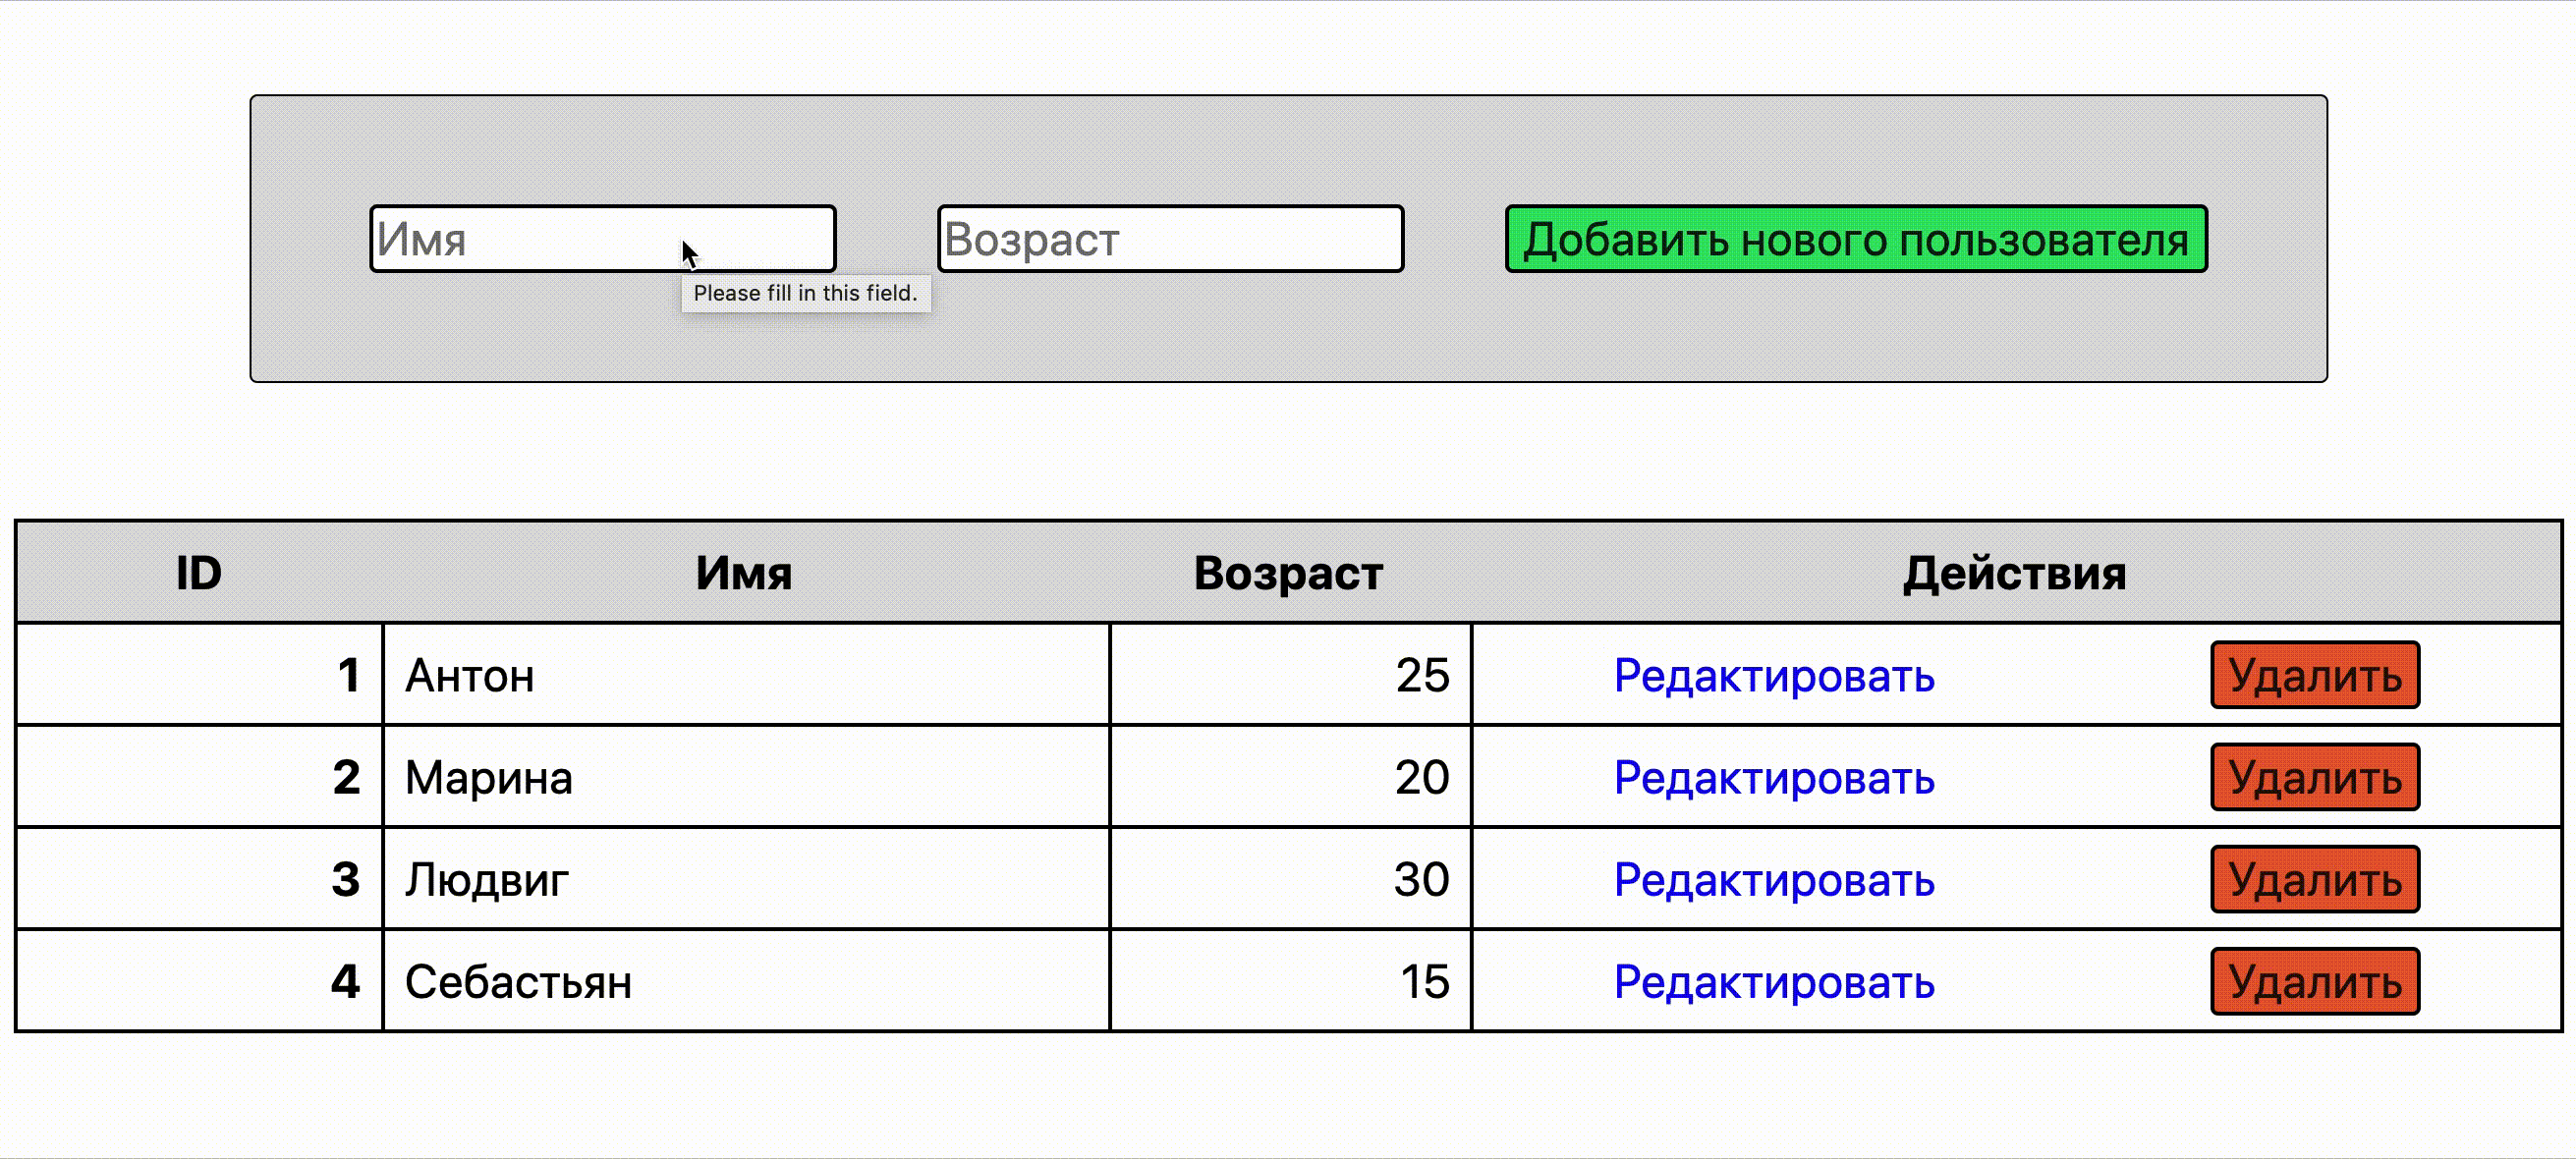 Имя Возраст Добавить нового пользователя
Please fill in this field.
ID Имя Возраст Действия
1 Антон 25 Редактировать Удалить
2 Марина 20 Редактировать Удалить
3 Людвиг 30 Редактировать Удалить
4 Себастьян 15 Редактировать Удалить